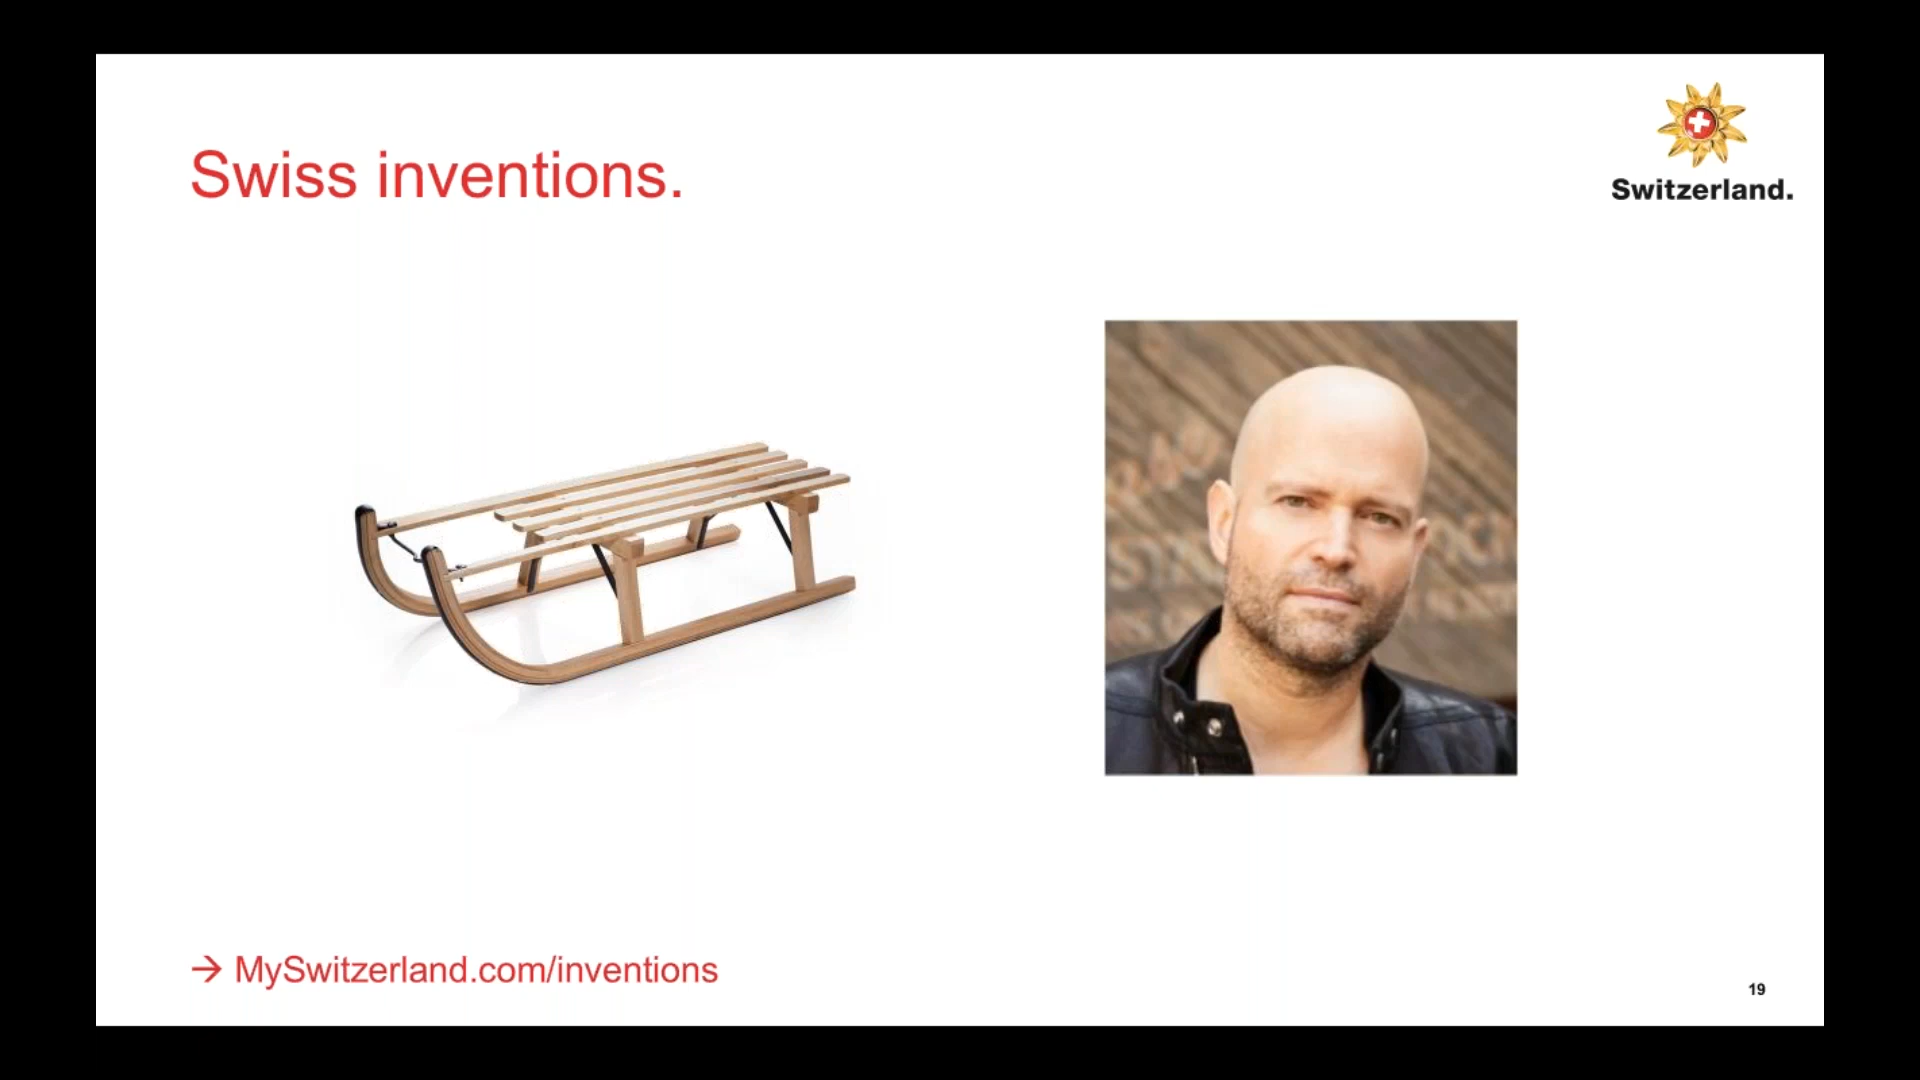 Swiss inventions.
Switzerland.
→ MySwitzerland.com/inventions
19